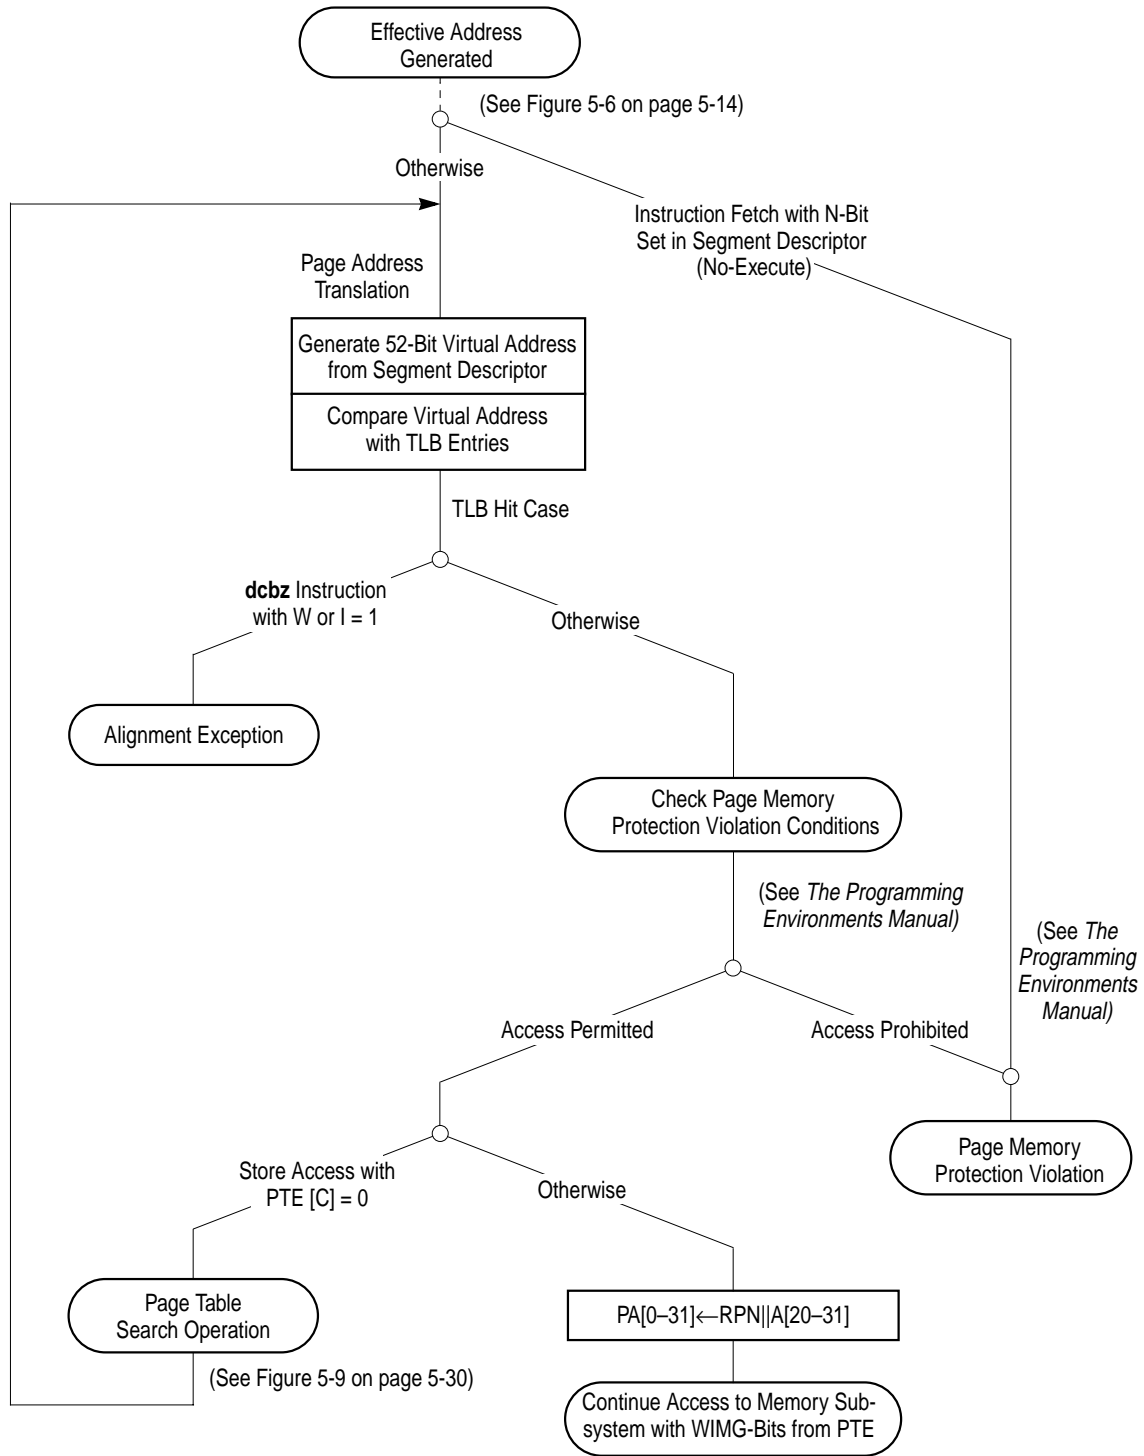 Effective Address
Generated
(See Figure 5-6 on page 5-14)
Otherwise
Instruction Fetch with N-Bit
Set in Segment Descriptor
(No-Execute)
Page Address
Translation
Generate 52-Bit Virtual Address
from Segment Descriptor
Compare Virtual Address
with TLB Entries
TLB Hit Case
dcbz Instruction
with W or I = 1
Otherwise
Alignment Exception
Check Page Memory
Protection Violation Conditions
(See The Programming
Environments Manual)
(See The
Programming
Environments
Manual)
Access Permitted
Access Prohibited
Page Memory
Protection Violation
Store Access with
PTE [C] = 0
Otherwise
Page Table
Search Operation
PA[0–31]←RPN||A[20–31]
(See Figure 5-9 on page 5-30)
Continue Access to Memory Sub-
system with WIMG-Bits from PTE